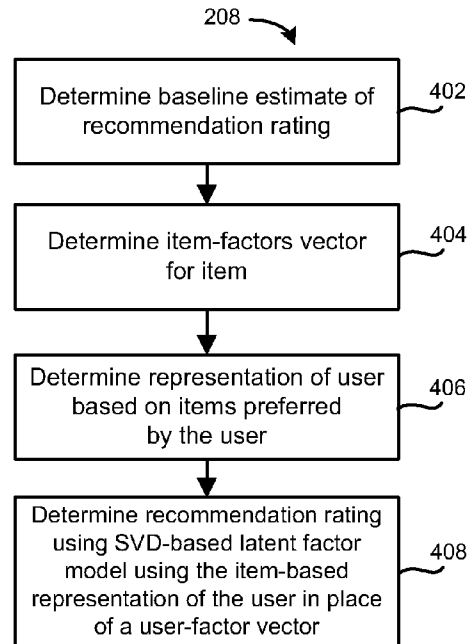 208
Determine baseline estimate of
recommendation rating
402
Determine item-factors vector
for item
404
Determine representation of user
based on items preferred
by the user
406
Determine recommendation rating
using SVD-based latent factor
model using the item-based
representation of the user in place
of a user-factor vector
408